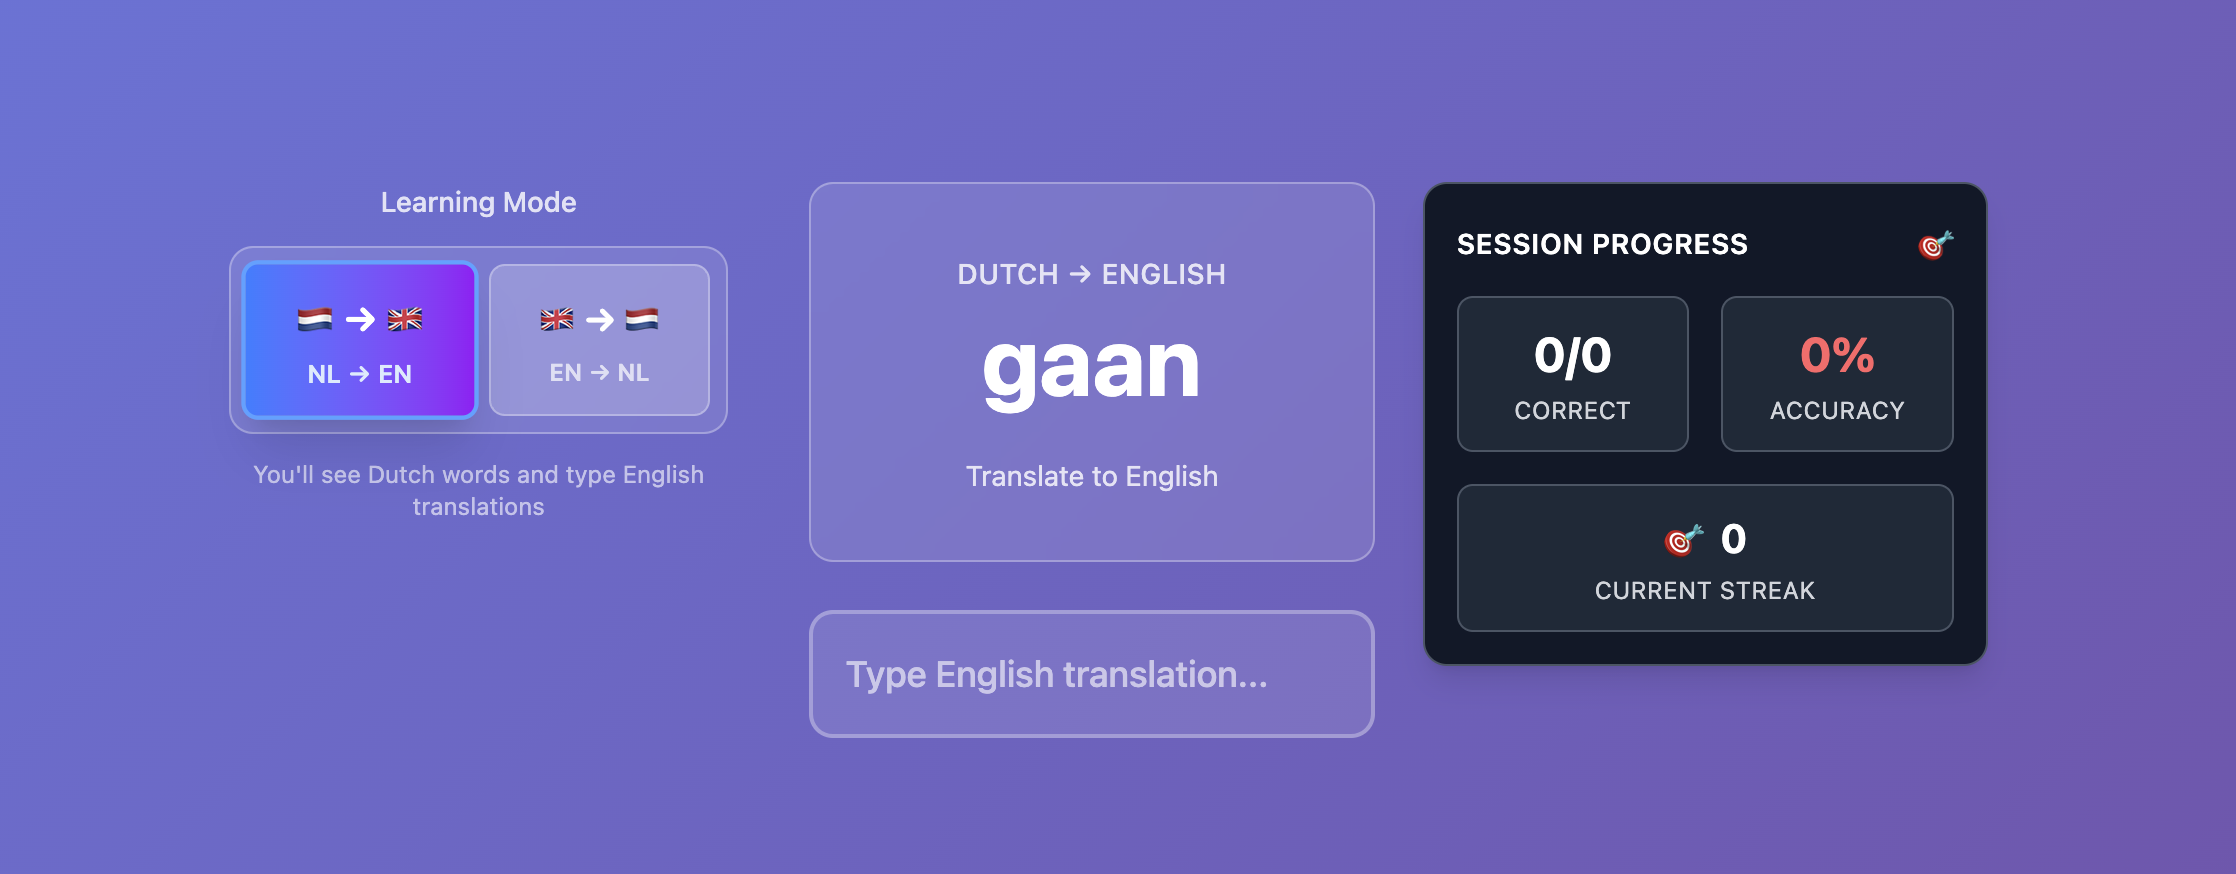 Learning Mode
NL → EN
EN → NL
You'll see Dutch words and type English
translations
DUTCH → ENGLISH
gaan
Translate to English
Type English translation...
SESSION PROGRESS
0/0
CORRECT
0%
ACCURACY
0
CURRENT STREAK